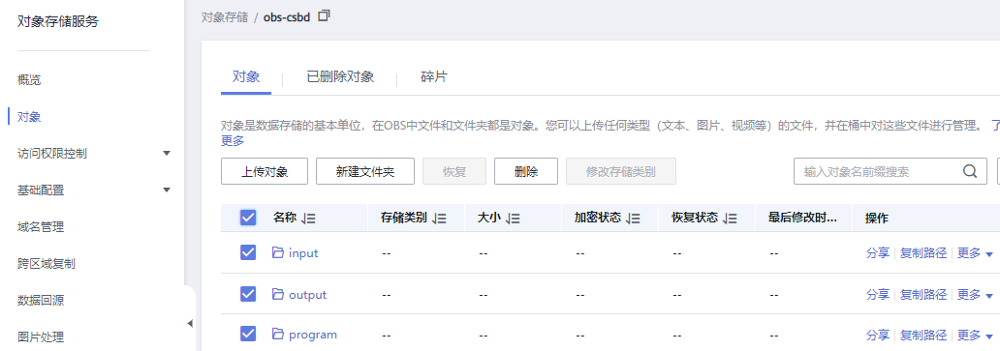 对象存储服务
概览
对象
访问权限控制
基础配置
域名管理
跨区域复制
数据回源
图片处理
对象存储 / obs-csbd
对象 已删除对象 碎片
对象是数据存储的基本单位，在OBS中文件和文件夹都是对象。您可以上传任何类型（文本、图片、视频等）的文件，并在桶中对这些文件进行管理。 了
更多
上传对象 新建文件夹 恢复 删除 修改存储类别 输入对象名前缀搜索
名称 存储类别 大小 加密状态 恢复状态 最后修改时... 操作
input -- -- -- -- -- 分享 复制路径 更多
output -- -- -- -- -- 分享 复制路径 更多
program -- -- -- -- -- 分享 复制路径 更多